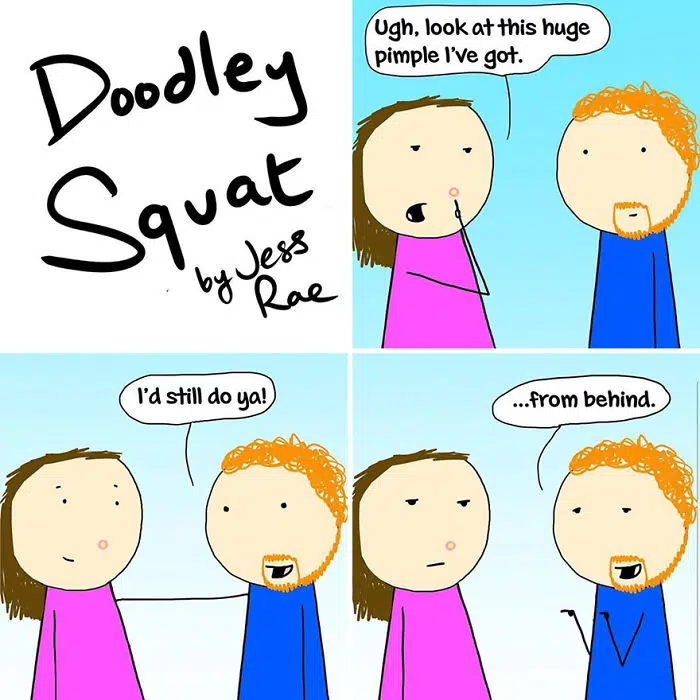 Doodley
Squat
by Jess
Rae
Ugh, look at this huge
pimple I've got.
I'd still do ya!
...from behind.